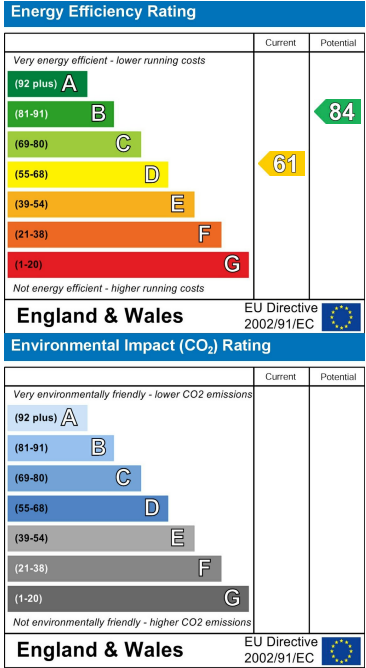 Energy Efficiency Rating
Current Potential
Very energy efficient - lower running costs
(92 plus) A
(81-91) B
84
(69-80) C
61
(55-68) D
(39-54) E
(21-38) F
(1-20) G
Not energy efficient - higher running costs
England & Wales
EU Directive
2002/91/EC
Environmental Impact (CO₂) Rating
Current Potential
Very environmentally friendly - lower CO2 emissions
(92 plus) A
(81-91) B
(69-80) C
(55-68) D
(39-54) E
(21-38) F
(1-20) G
Not environmentally friendly - higher CO2 emissions
England & Wales
EU Directive
2002/91/EC